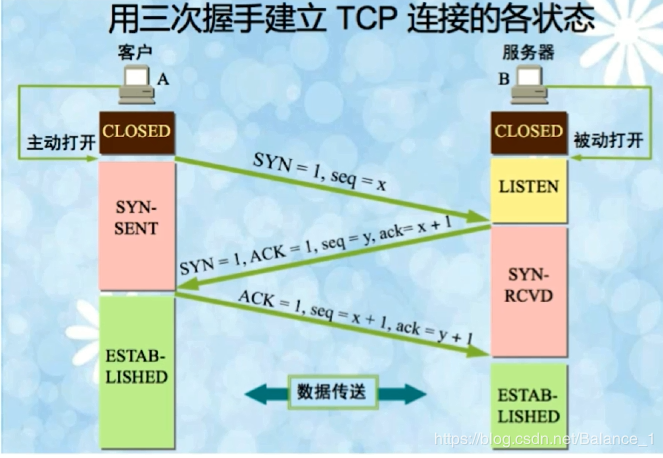 用三次握手建立 TCP 连接的各状态
客户
A
服务器
B
主动打开
CLOSED
CLOSED
被动打开
SYN = 1, seq = x
LISTEN
SYN-
SENT
SYN = 1, ACK = 1, seq = y, ack= x + 1
SYN-
RCVD
ACK = 1, seq = x + 1, ack = y + 1
ESTAB-
LISHED
数据传送
ESTAB-
LISHED
https://blog.csdn.net/Balance_1